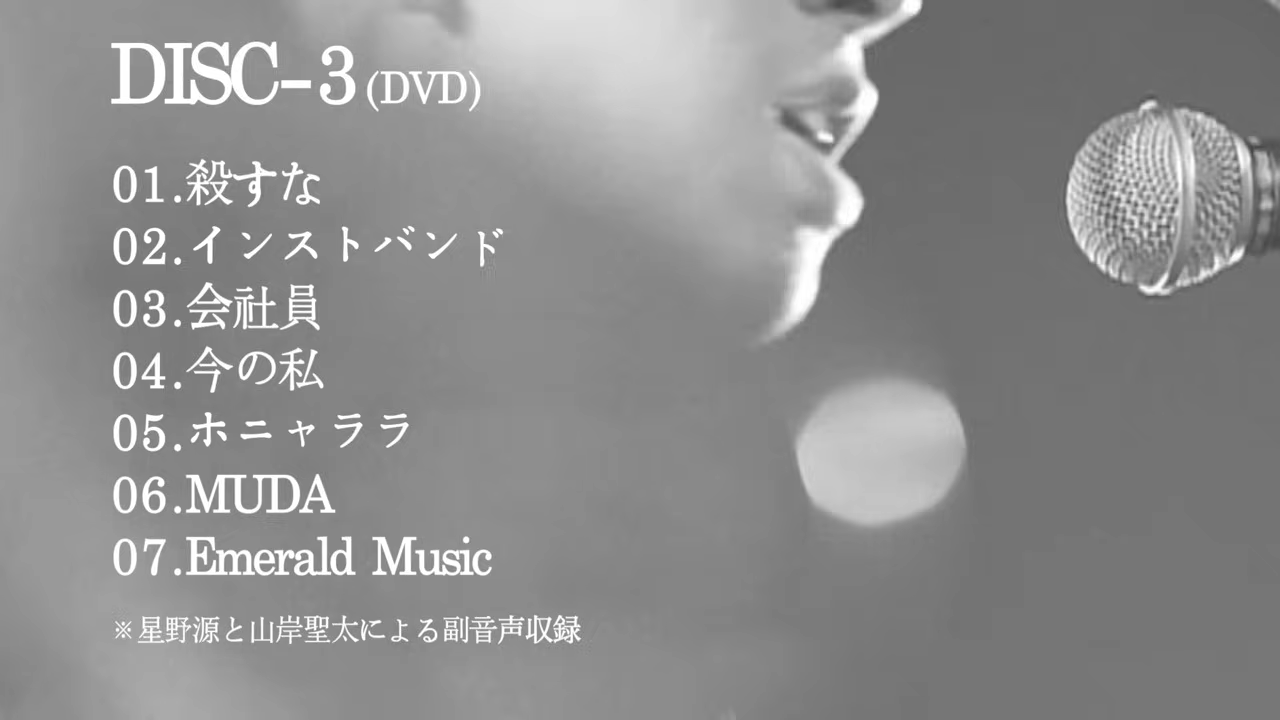 DISC-3(DVD)
01.殺すな
02.インストバンド
03.会社員
04.今の私
05.ホニャララ
06.MUDA
07.Emerald Music
※星野源と山岸聖太による副音声収録